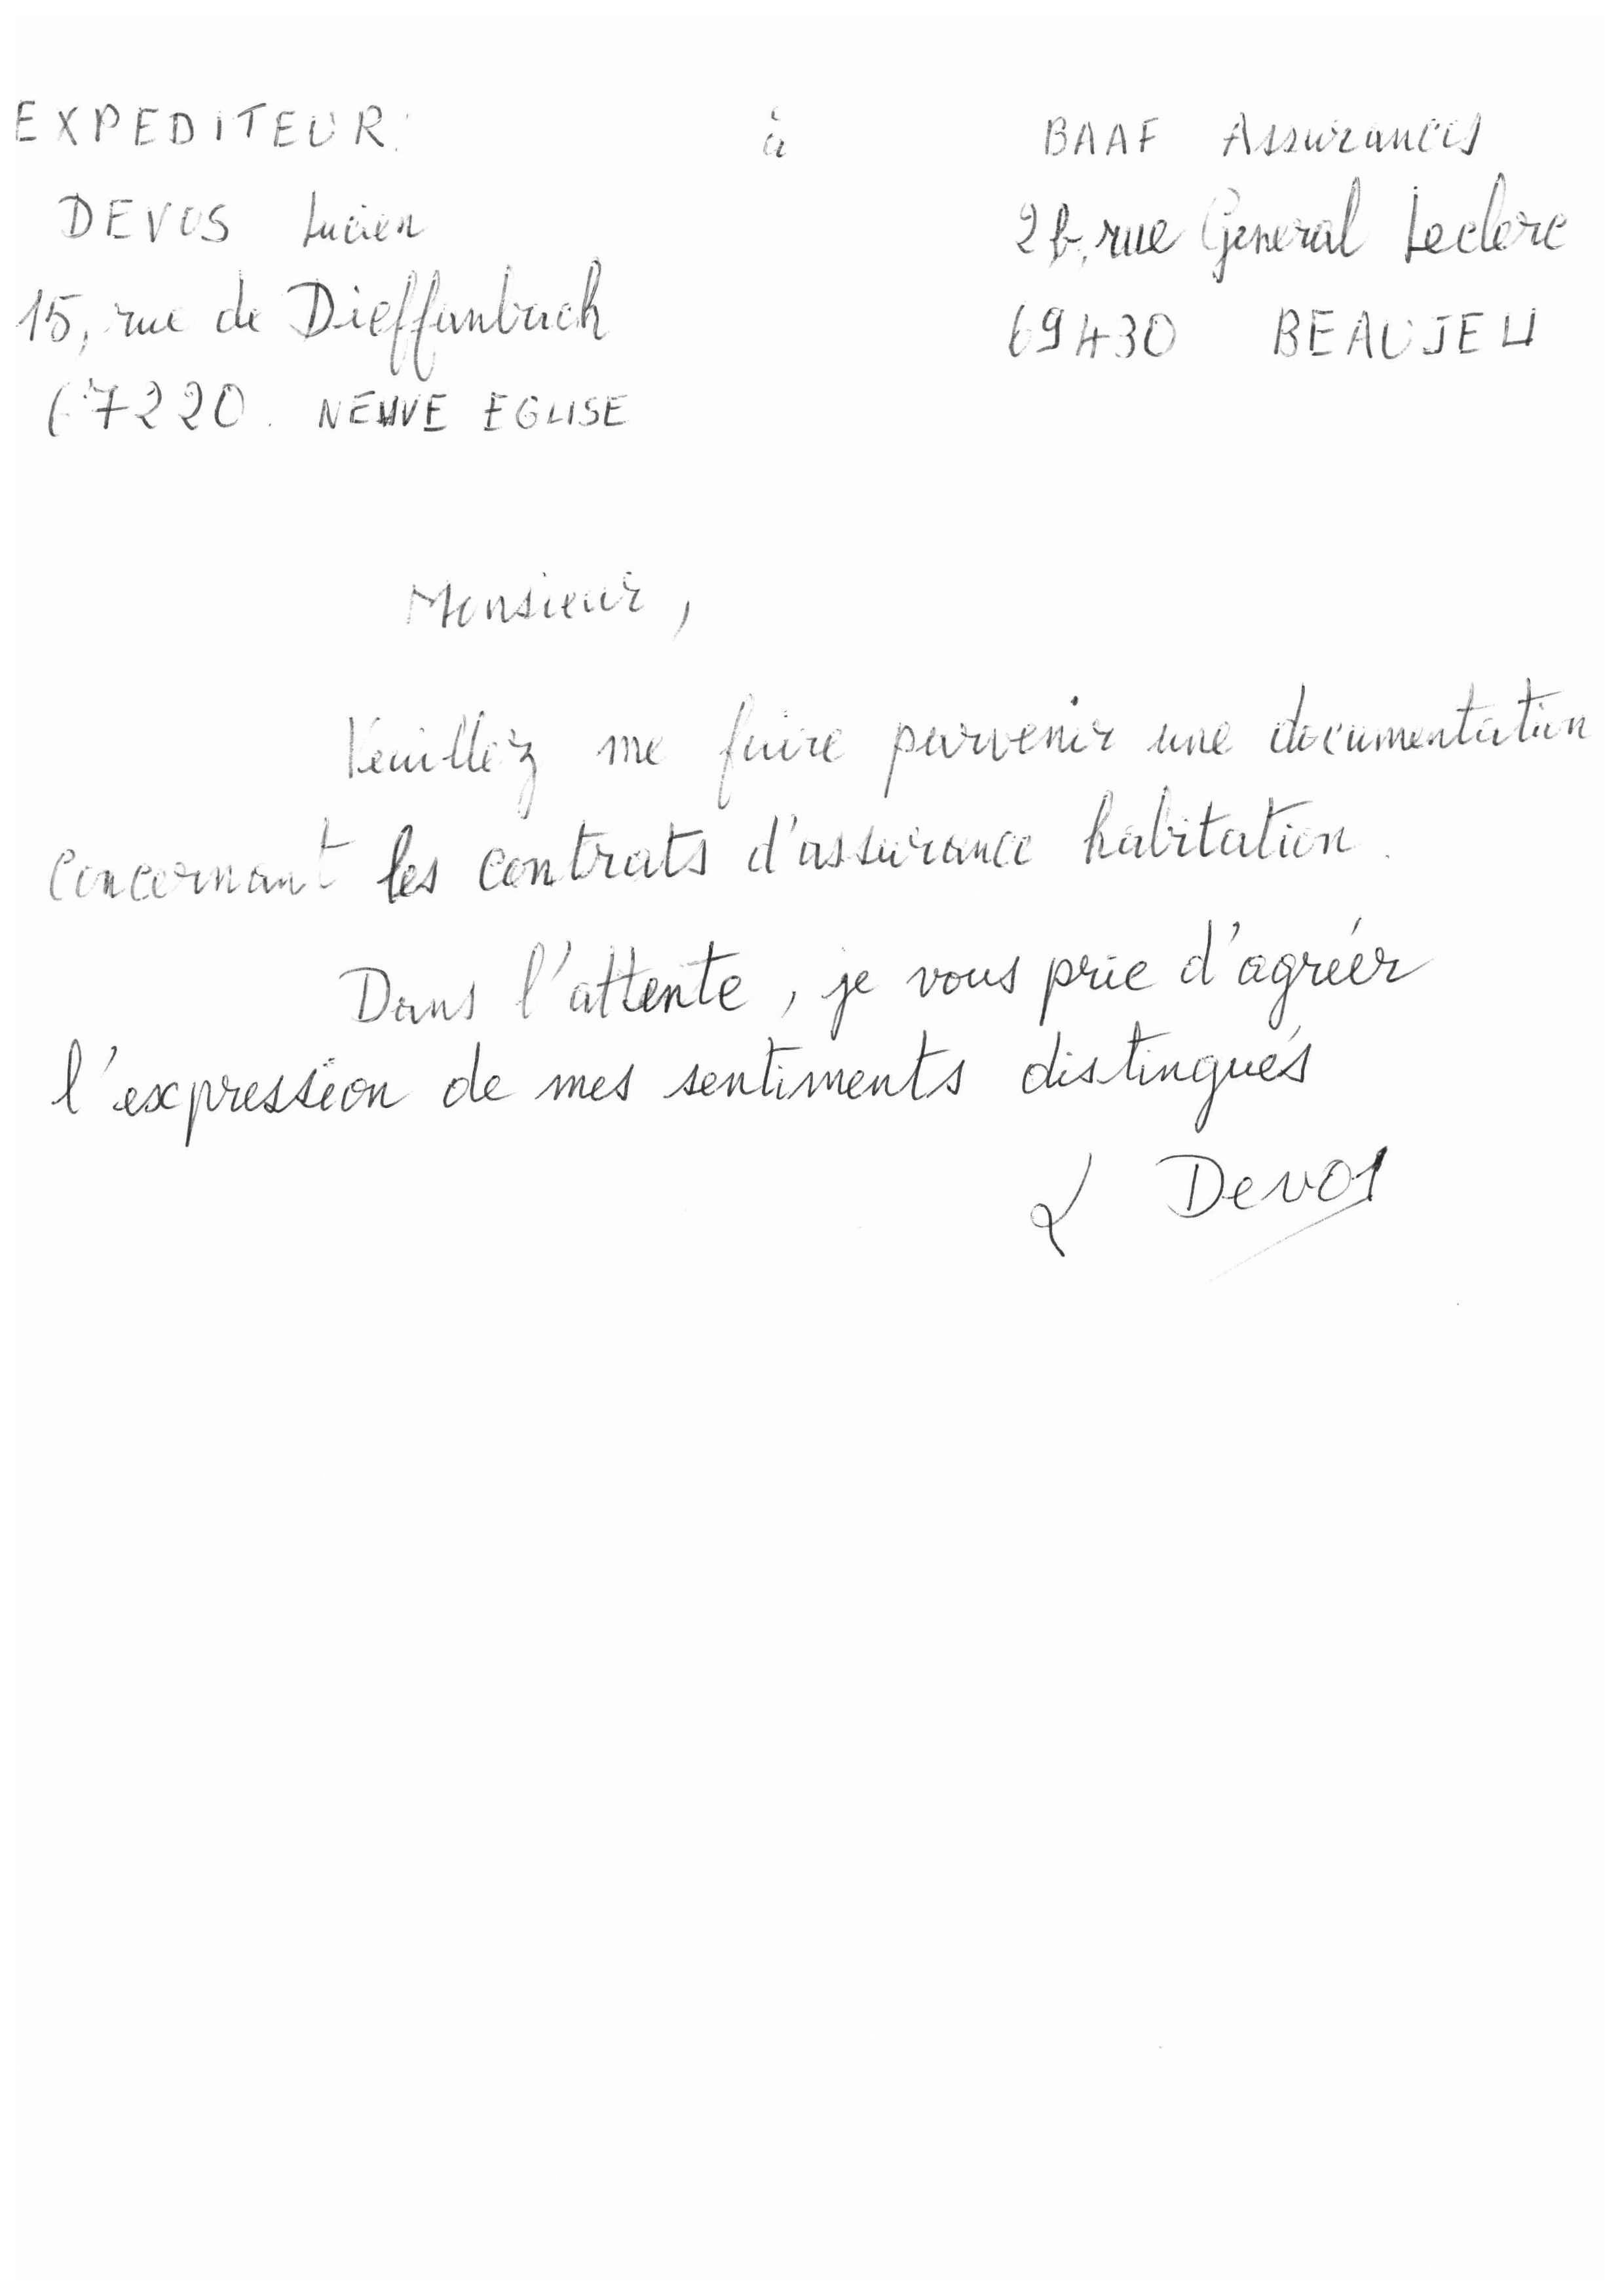 EXPEDITEUR:
DEVOS Lucien
15, rue de Dieffenbach
67220. NEUVE EGLISE
à
BAAF Assurances
2b, rue General Leclerc
69430 BEAUJEU
Monsieur,
Veuillez me faire parvenir une documentation
concernant les contrats d'assurance habitation.
Dans l'attente, je vous prie d'agréer
l'expression de mes sentiments distingués
L Devos